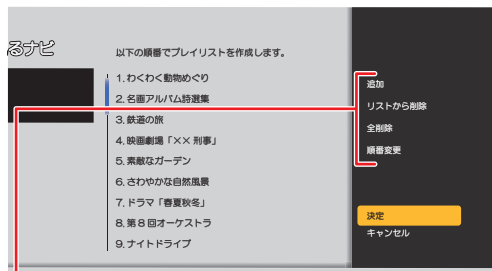 るナビ
以下の順番でプレイリストを作成します。
1. わくわく動物めぐり
2. 名画アルバム詩選集
3. 鉄道の旅
4. 映画劇場「×× 刑事」
5. 素敵なガーデン
6. さわやかな自然風景
7. ドラマ「春夏秋冬」
8. 第8回オーケストラ
9. ナイトドライブ
追加
リストから削除
全削除
順番変更
決定
キャンセル